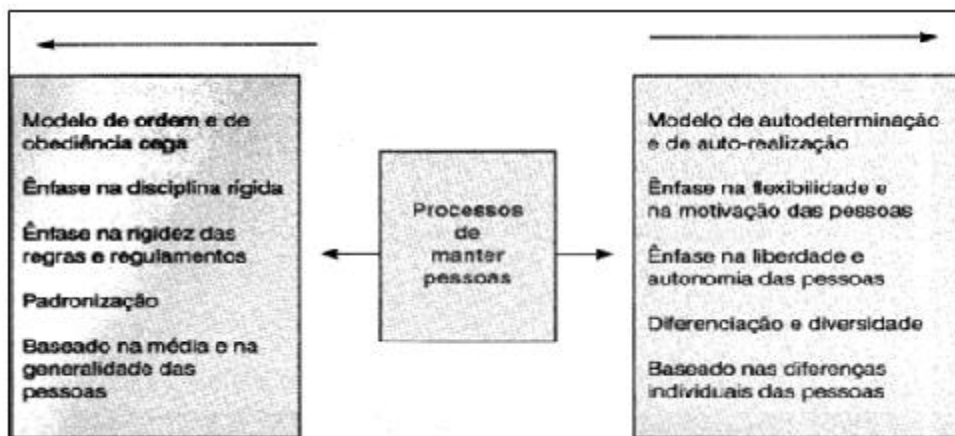 Modelo de ordem e de
obediência cega
Ênfase na disciplina rígida
Ênfase na rigidez das
regras e regulamentos
Padronização
Baseado na média e na
generalidade das
pessoas
Processos
de
manter
pessoas
Modelo de autodeterminação
e de auto-realização
Ênfase na flexibilidade e
na motivação das pessoas
Ênfase na liberdade e
autonomia das pessoas
Diferenciação e diversidade
Baseado nas diferenças
individuais das pessoas